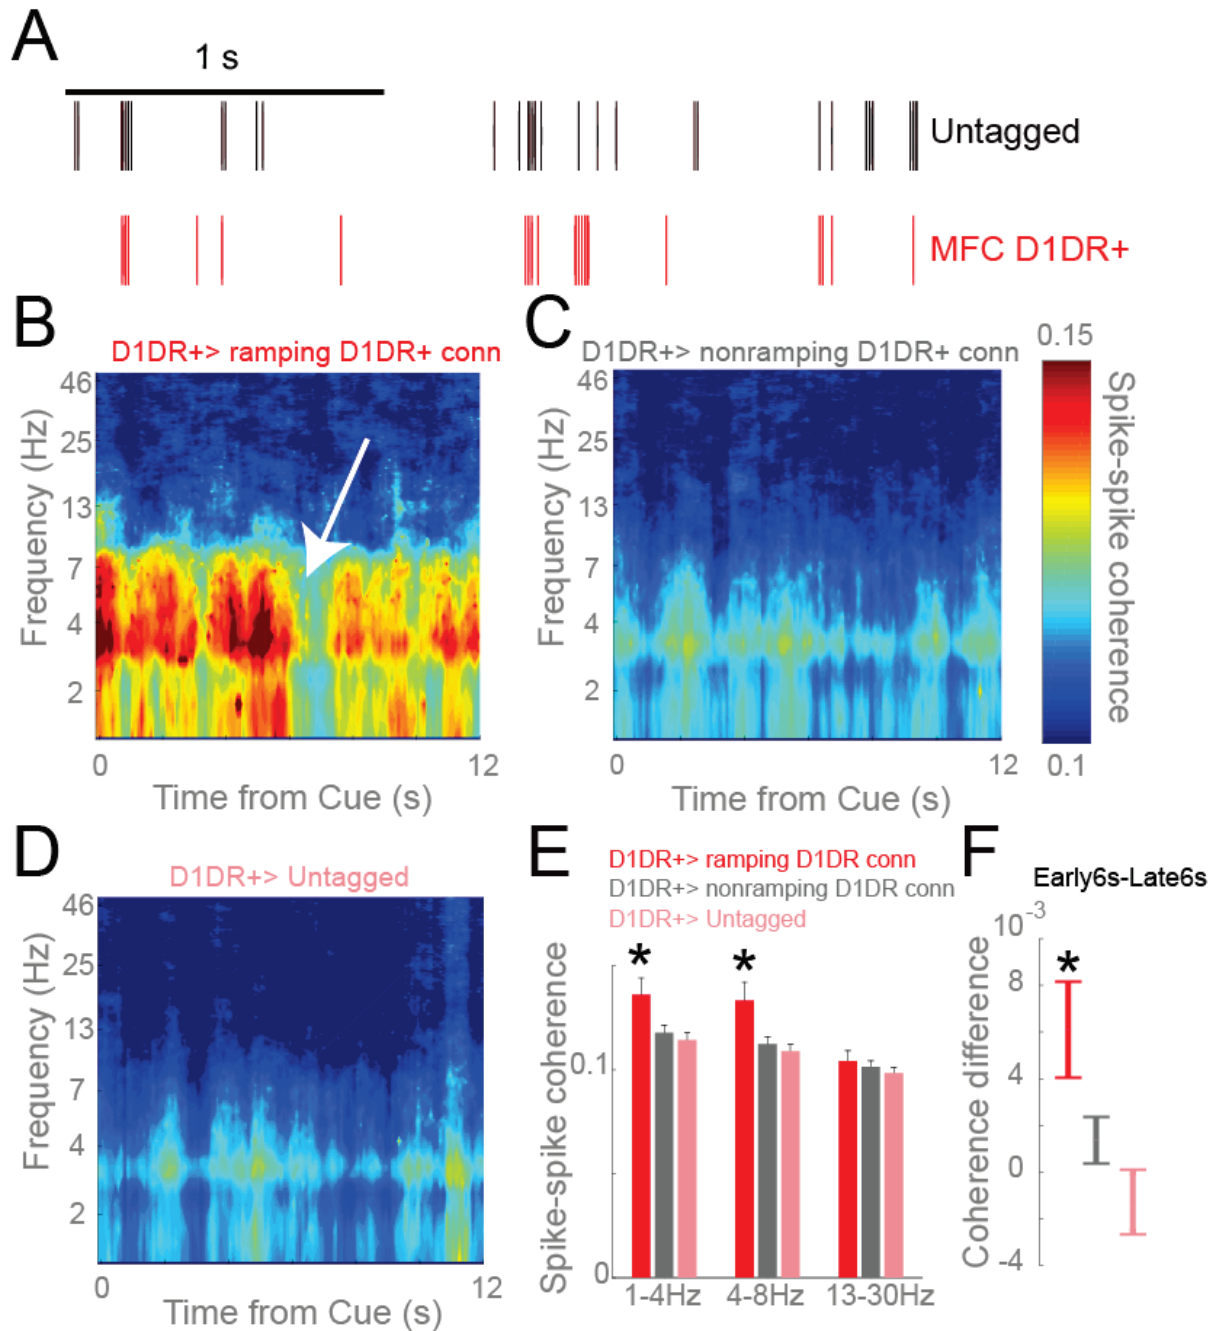 A
1 s
Untagged
MFC D1DR+
B
D1DR+> ramping D1DR+ conn
46
25
13
7
4
2
Frequency (Hz)
0
12
Time from Cue (s)
C
D1DR+> nonramping D1DR+ conn
46
25
13
7
4
2
Frequency (Hz)
0
12
Time from Cue (s)
0.15
Spike-spike coherence
0.1
D
D1DR+> Untagged
46
25
13
7
4
2
Frequency (Hz)
0
12
Time from Cue (s)
E
D1DR+> ramping D1DR conn
D1DR+> nonramping D1DR conn
D1DR+> Untagged
Spike-spike coherence
0.1
0
*
*
1-4Hz
4-8Hz
13-30Hz
F
Early6s-Late6s
10-3
8
4
0
-4
Coherence difference
*